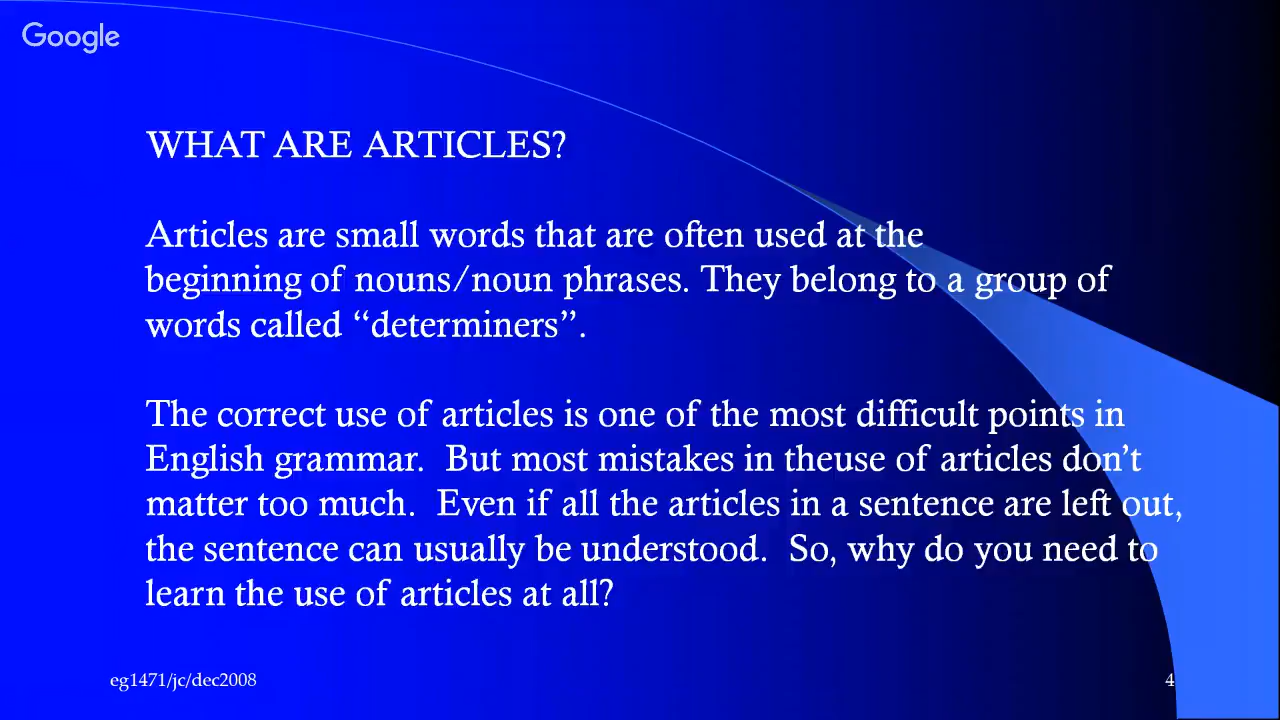 Google
WHAT ARE ARTICLES?
Articles are small words that are often used at the
beginning of nouns/noun phrases. They belong to a group of
words called “determiners”.
The correct use of articles is one of the most difficult points in
English grammar.  But most mistakes in theuse of articles don’t
matter too much.  Even if all the articles in a sentence are left out,
the sentence can usually be understood.  So, why do you need to
learn the use of articles at all?
eg1471/jc/dec2008
4